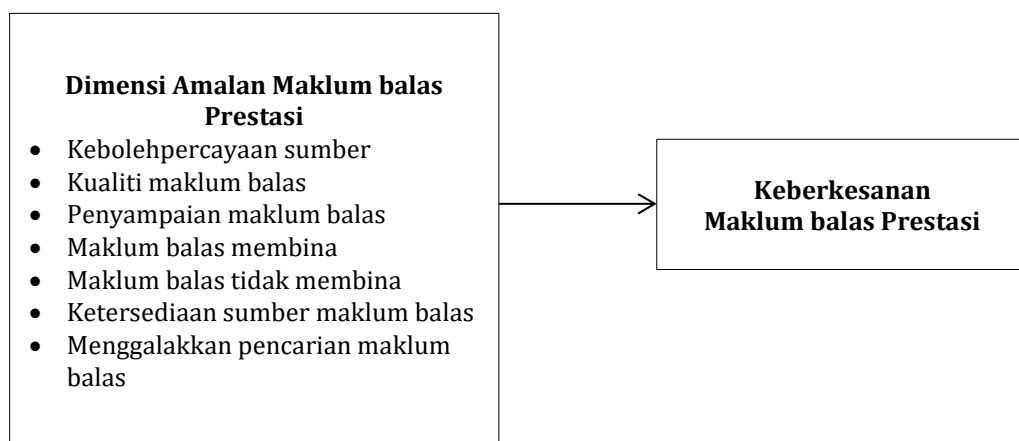 Dimensi Amalan Maklum balas
Prestasi
• Kebolehpercayaan sumber
• Kualiti maklum balas
• Penyampaian maklum balas
• Maklum balas membina
• Maklum balas tidak membina
• Ketersediaan sumber maklum balas
• Menggalakkan pencarian maklum
balas
Keberkesanan
Maklum balas Prestasi